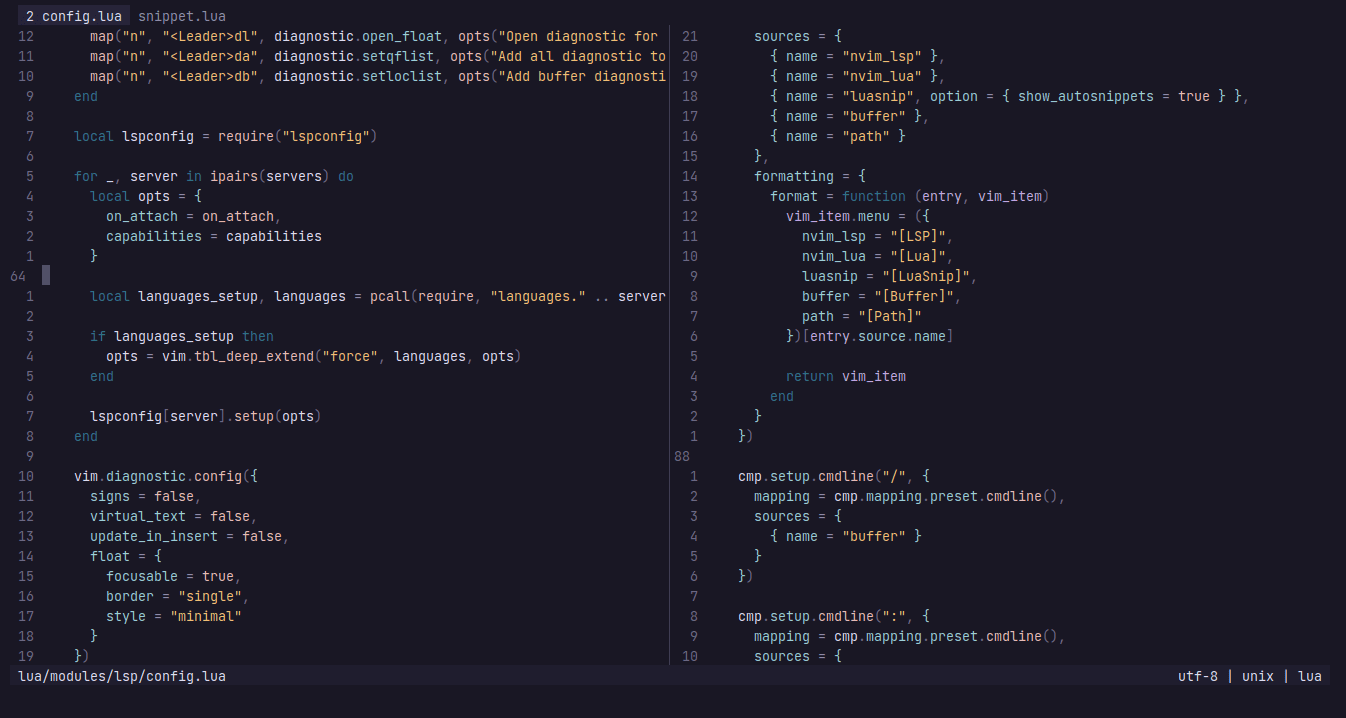 2 config.lua snippet.lua
12 map("n", "<Leader>dl", diagnostic.open_float, opts("Open diagnostic for
11 map("n", "<Leader>da", diagnostic.setqflist, opts("Add all diagnostic to
10 map("n", "<Leader>db", diagnostic.setloclist, opts("Add buffer diagnosti
9 end
8
7 local lspconfig = require("lspconfig")
6
5 for _, server in ipairs(servers) do
4 local opts = {
3 on_attach = on_attach,
2 capabilities = capabilities
1 }
64
1 local languages_setup, languages = pcall(require, "languages." .. server
2
3 if languages_setup then
4 opts = vim.tbl_deep_extend("force", languages, opts)
5 end
6
7 lspconfig[server].setup(opts)
8 end
9
10 vim.diagnostic.config({
11 signs = false,
12 virtual_text = false,
13 update_in_insert = false,
14 float = {
15 focusable = true,
16 border = "single",
17 style = "minimal"
18 }
19 })
21 sources = {
20 { name = "nvim_lsp" },
19 { name = "nvim_lua" },
18 { name = "luasnip", option = { show_autosnippets = true } },
17 { name = "buffer" },
16 { name = "path" }
15 },
14 formatting = {
13 format = function (entry, vim_item)
12 vim_item.menu = ({
11 nvim_lsp = "[LSP]",
10 nvim_lua = "[Lua]",
9 luasnip = "[LuaSnip]",
8 buffer = "[Buffer]",
7 path = "[Path]"
6 })[entry.source.name]
5
4 return vim_item
3 end
2 }
1 })
88
1 cmp.setup.cmdline("/", {
2 mapping = cmp.mapping.preset.cmdline(),
3 sources = {
4 { name = "buffer" }
5 }
6 })
7
8 cmp.setup.cmdline(":", {
9 mapping = cmp.mapping.preset.cmdline(),
10 sources = {
lua/modules/lsp/config.lua utf-8 | unix | lua